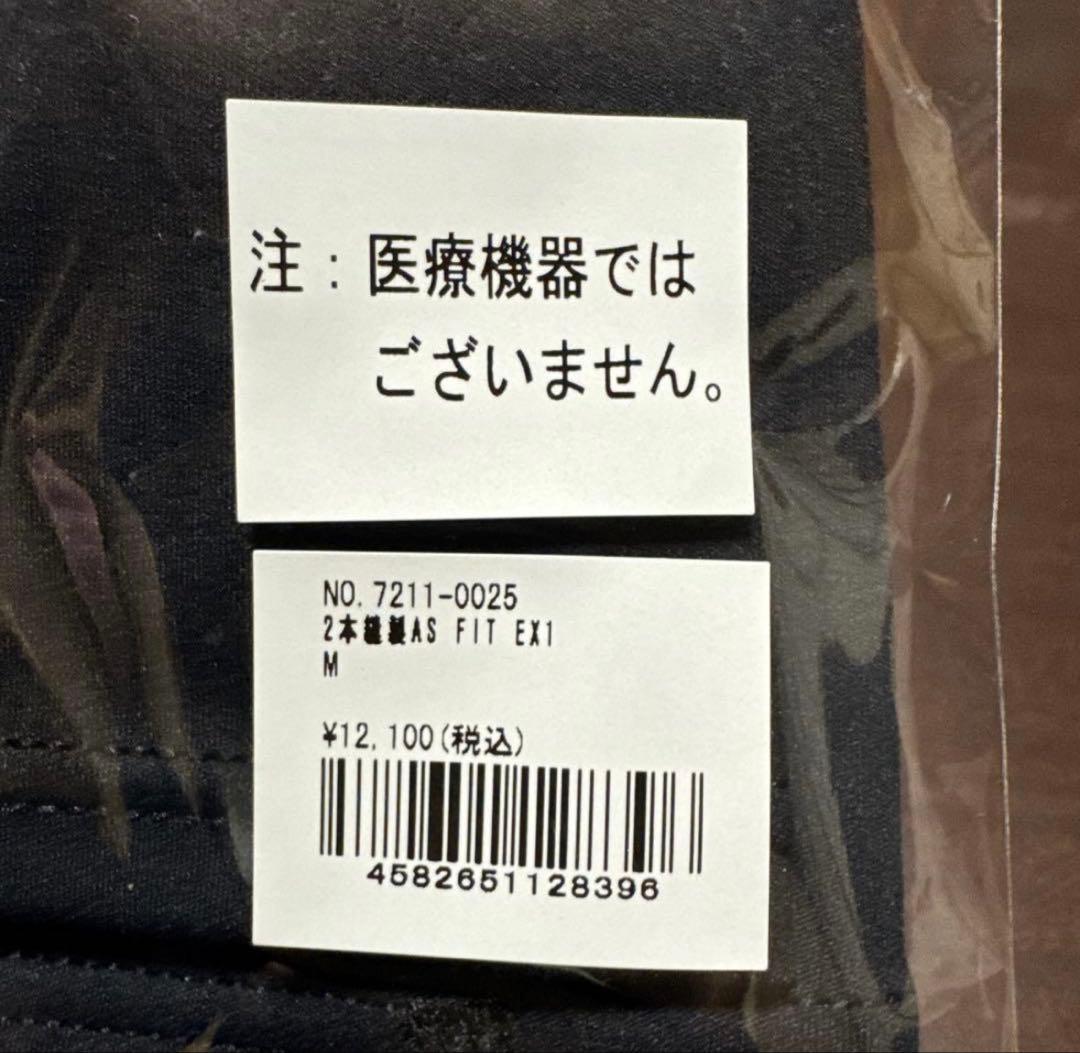 注：医療機器では
ございません。
NO. 7211-0025
2本縫製AS FIT EX1
M
¥12,100(税込)
4582651128396